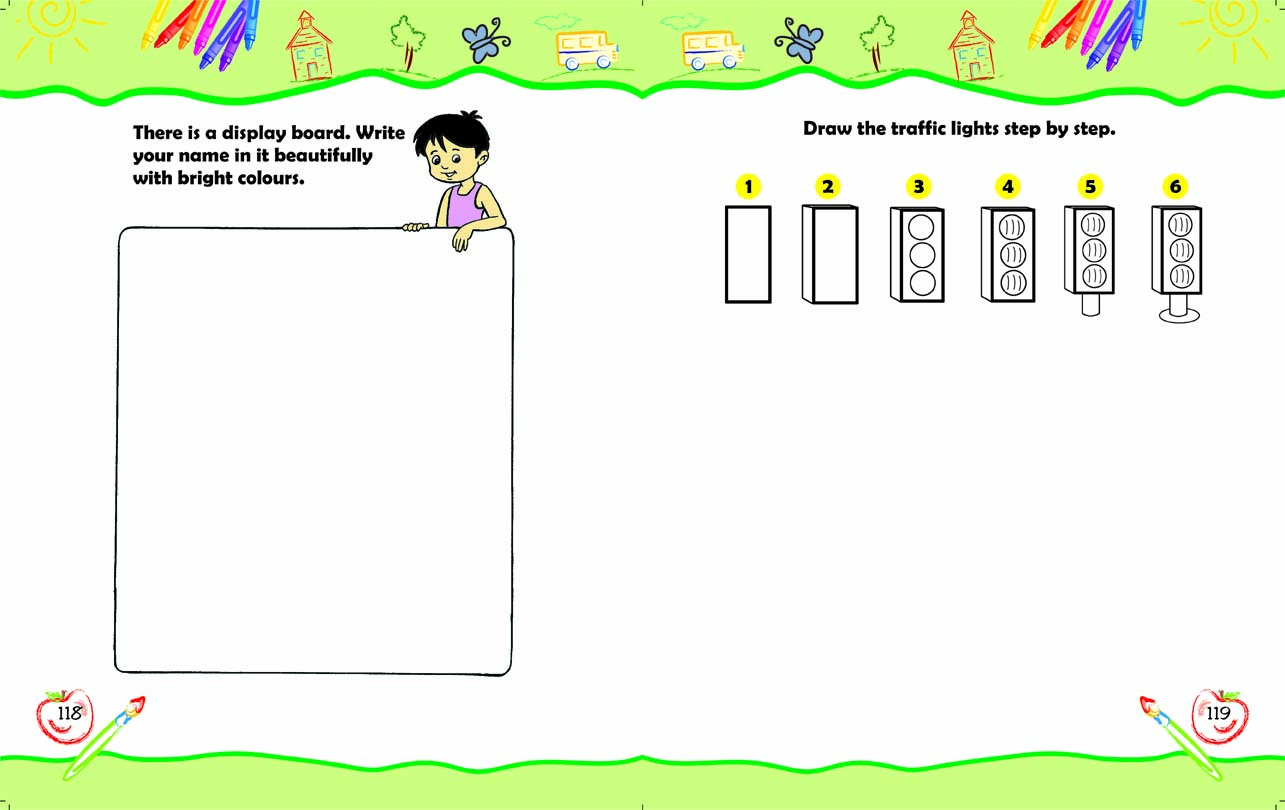 There is a display board. Write
your name in it beautifully
with bright colours.
118
Draw the traffic lights step by step.
1 2 3 4 5 6
119